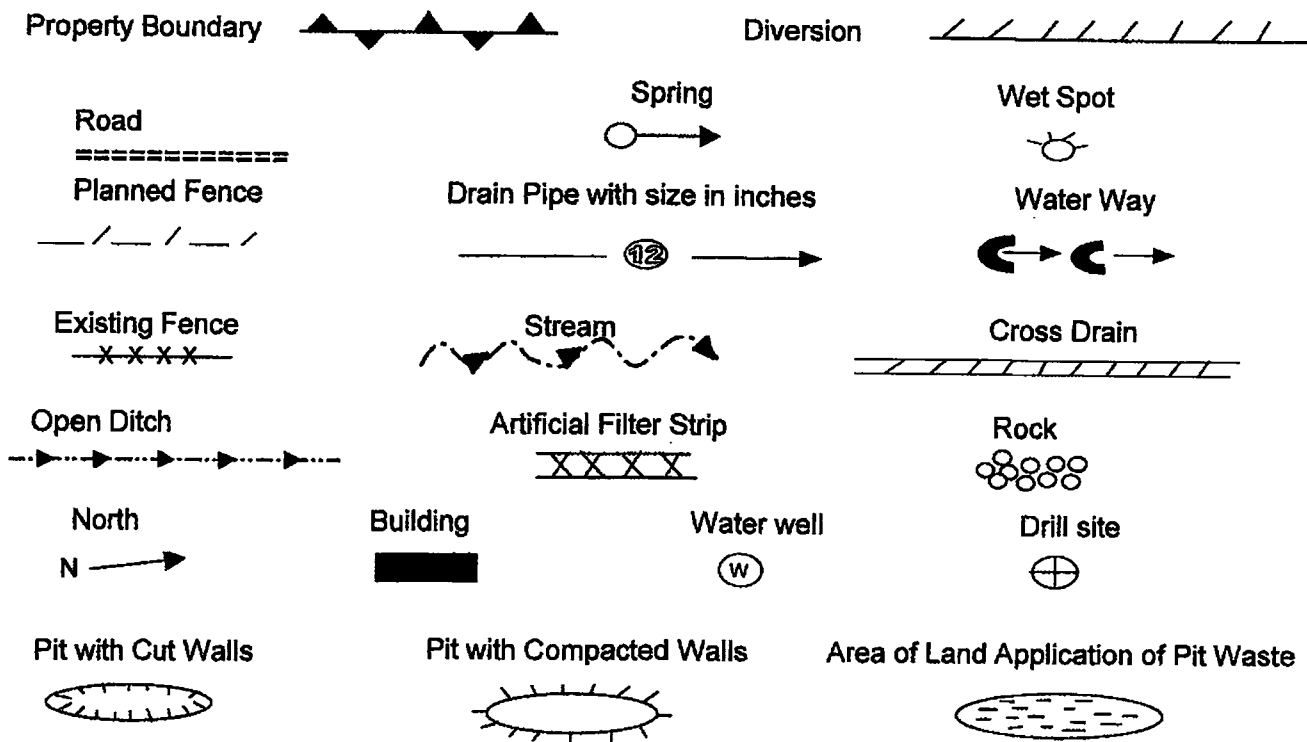 Property Boundary
Diversion
Spring
Wet Spot
Road
Planned Fence
Drain Pipe with size in inches
Water Way
12
Existing Fence
Stream
Cross Drain
Open Ditch
Artificial Filter Strip
Rock
North
Building
Water well
Drill site
N
W
Pit with Cut Walls
Pit with Compacted Walls
Area of Land Application of Pit Waste